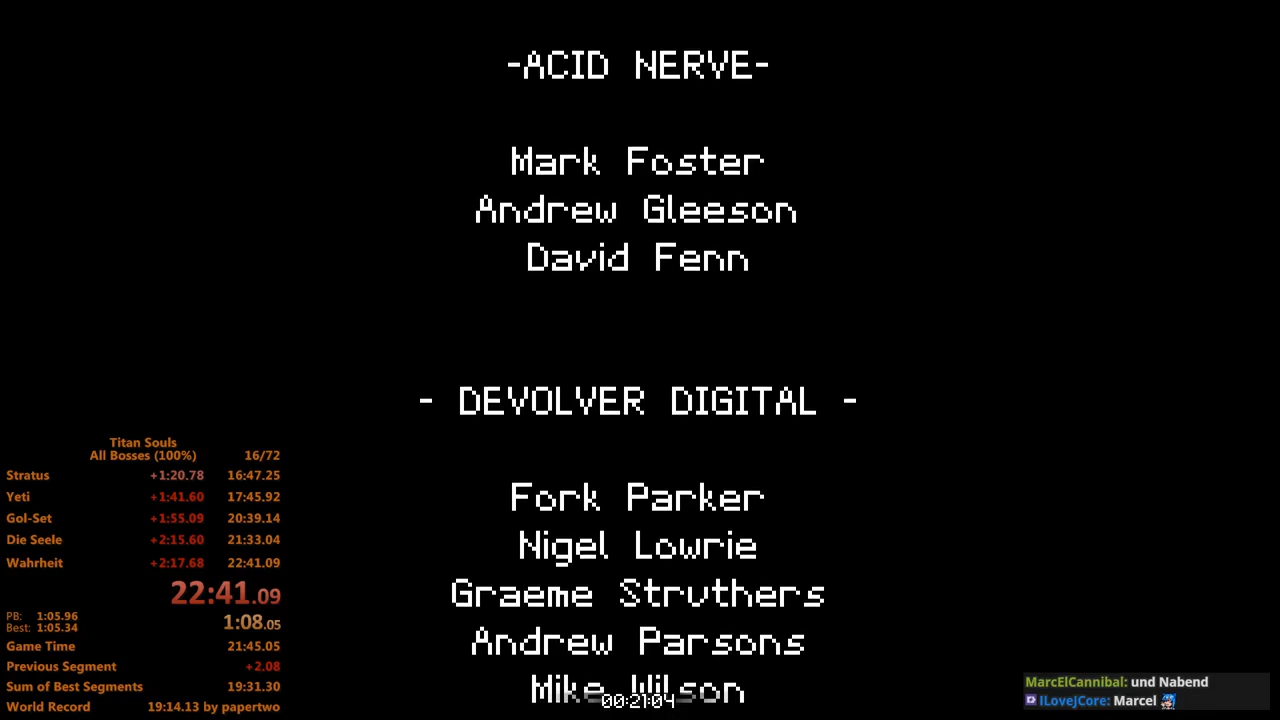 -ACID NERVE-
Mark Foster
Andrew Gleeson
David Fenn
- DEVOLVER DIGITAL -
Fork Parker
Nigel Lowrie
Graeme Struthers
Andrew Parsons
Mike Wilson
00:21:04
Titan Souls
All Bosses (100%) 16/72
Stratus +1:20.78 16:47.25
Yeti +1:41.60 17:45.92
Gol-Set +1:55.09 20:39.14
Die Seele +2:15.60 21:33.04
Wahrheit +2:17.68 22:41.09
22:41.09
PB: 1:05.96
Best: 1:05.34
1:08.05
Game Time 21:45.05
Previous Segment +2.08
Sum of Best Segments 19:31.30
World Record 19:14.13 by papertwo
MarcElCannibal: und Nabend
ILoveJCore: Marcel